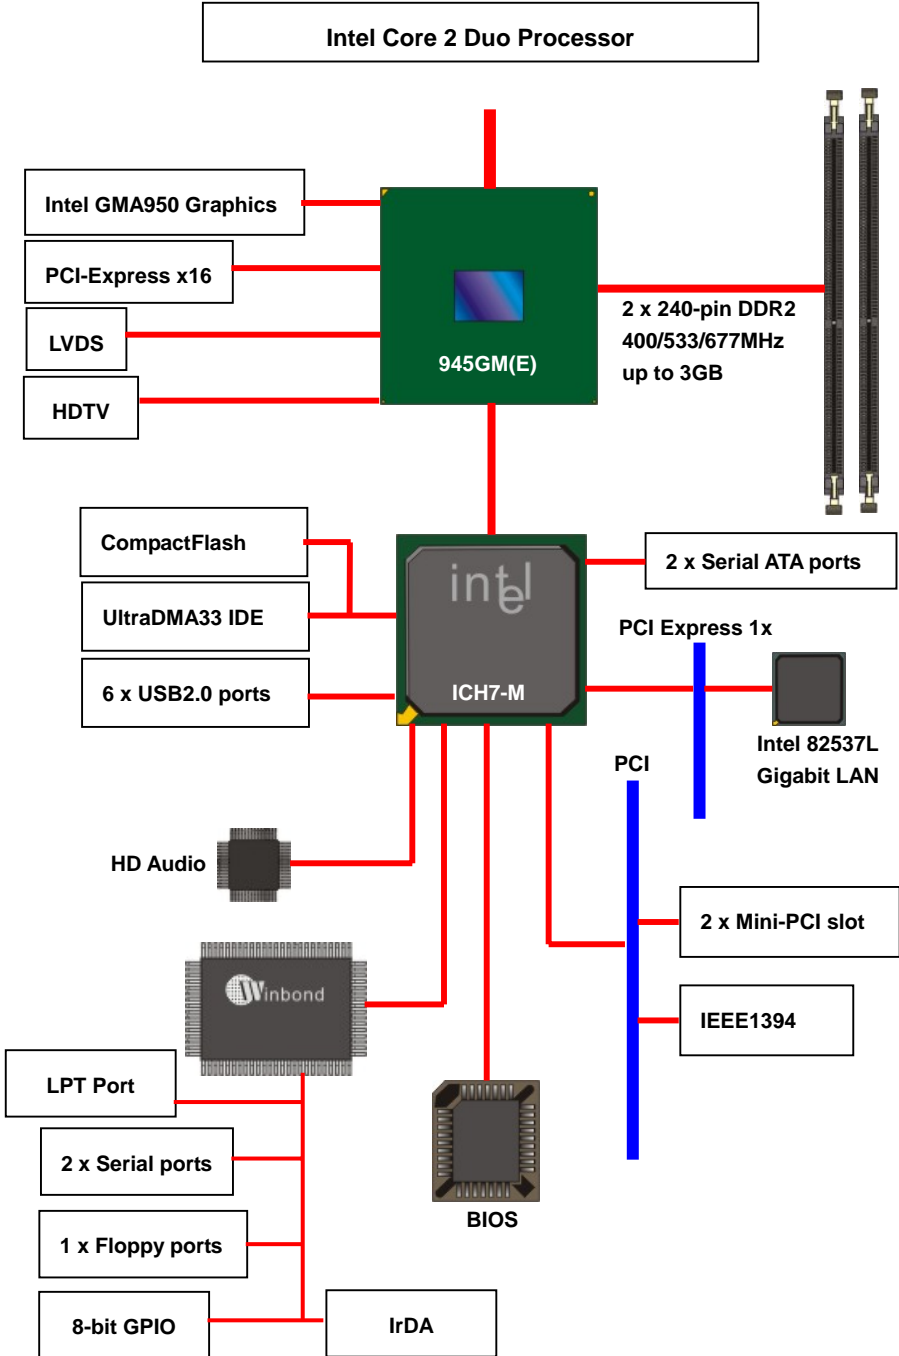 Intel Core 2 Duo Processor
Intel GMA950 Graphics
PCI-Express x16
LVDS
HDTV
945GM(E)
2 x 240-pin DDR2
400/533/677MHz
up to 3GB
CompactFlash
UltraDMA33 IDE
6 x USB2.0 ports
intel
ICH7-M
2 x Serial ATA ports
PCI Express 1x
Intel 82537L
Gigabit LAN
PCI
HD Audio
2 x Mini-PCI slot
Winbond
IEEE1394
LPT Port
2 x Serial ports
BIOS
1 x Floppy ports
8-bit GPIO
IrDA